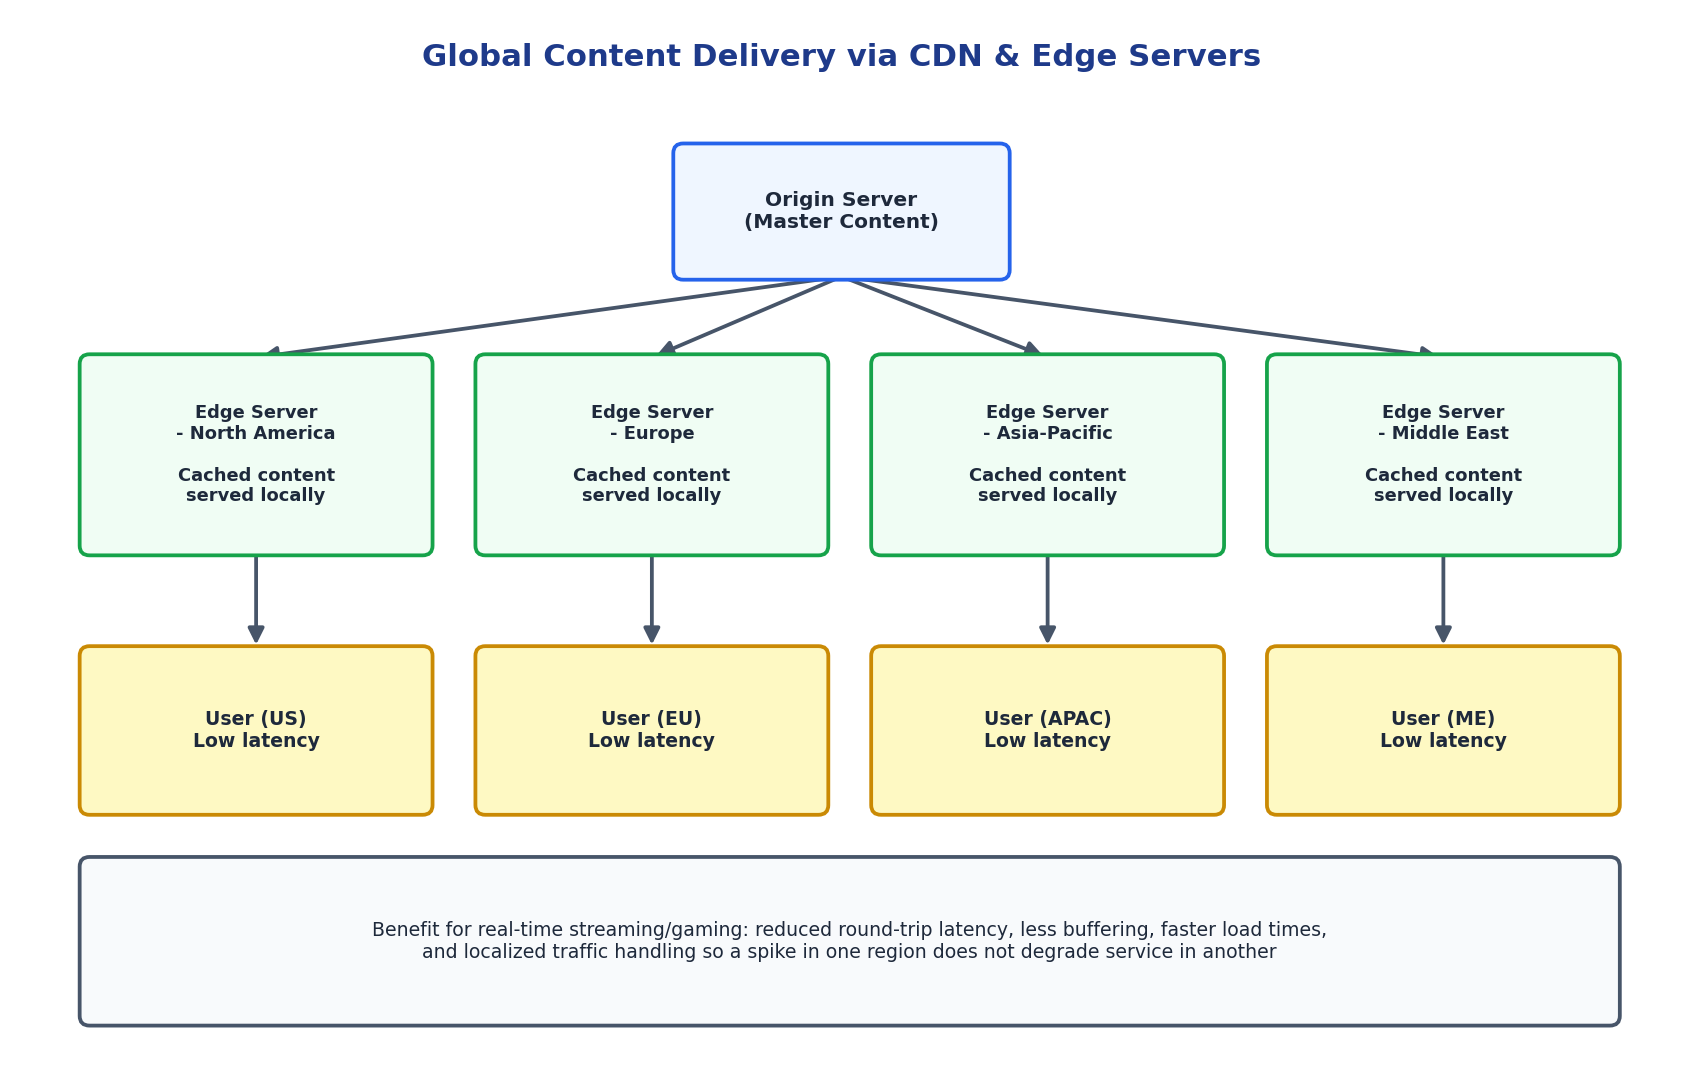 Global Content Delivery via CDN & Edge Servers
Origin Server
(Master Content)
Edge Server
- North America
Cached content
served locally
Edge Server
- Europe
Cached content
served locally
Edge Server
- Asia-Pacific
Cached content
served locally
Edge Server
- Middle East
Cached content
served locally
User (US)
Low latency
User (EU)
Low latency
User (APAC)
Low latency
User (ME)
Low latency
Benefit for real-time streaming/gaming: reduced round-trip latency, less buffering, faster load times,
and localized traffic handling so a spike in one region does not degrade service in another